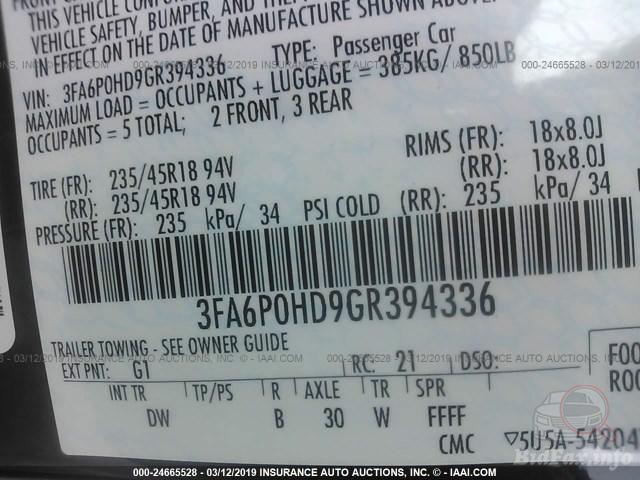 THIS VEHICLE CONFORMS
VEHICLE SAFETY, BUMPER, AND THEFT
IN EFFECT ON THE DATE OF MANUFACTURE SHOWN ABOVE.
VIN: 3FA6P0HD9GR394336 TYPE: Passenger Car
MAXIMUM LOAD = OCCUPANTS + LUGGAGE = 385KG/ 850LB
OCCUPANTS = 5 TOTAL; 2 FRONT, 3 REAR
TIRE (FR): 235/45R18 94V RIMS (FR): 18x8.0J
(RR): 235/45R18 94V (RR): 18x8.0J
PRESSURE (FR): 235 kPa/ 34 PSI COLD (RR): 235 kPa/ 34
3FA6P0HD9GR394336
TRAILER TOWING - SEE OWNER GUIDE
EXT PNT: G1 RC: 21 DSO:
INT TR TP/PS R AXLE TR SPR
DW B 30 W FFFF
CMC ▽5U5A-54204
000-24665528 - 03/12/2019 INSURANCE AUTO AUCTIONS, INC. © - IAAI.COM
BidFax.info